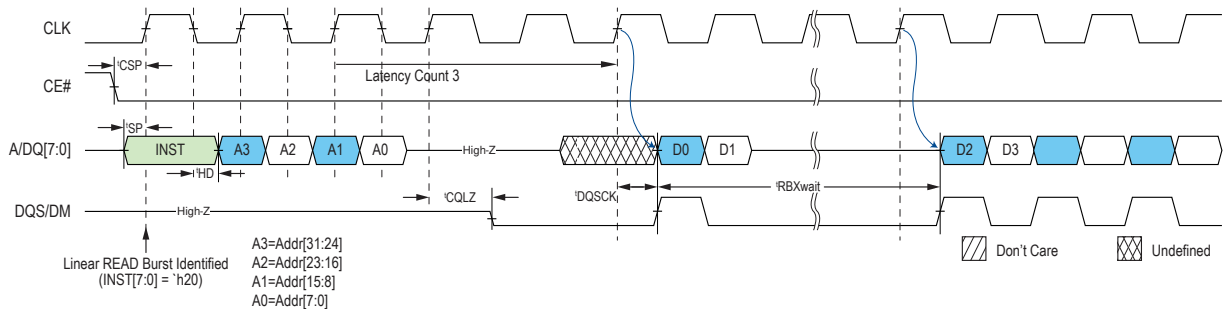 CLK
tCSP
Latency Count 3
CE#
tSP
A/DQ[7:0]
INST
A3
A2
A1
A0
High-Z
D0
D1
D2
D3
tHD
tCQLZ
tDQSCK
tRBXwait
DQS/DM
High-Z
Linear READ Burst Identified
(INST[7:0] = `h20)
A3=Addr[31:24]
A2=Addr[23:16]
A1=Addr[15:8]
A0=Addr[7:0]
Don't Care
Undefined